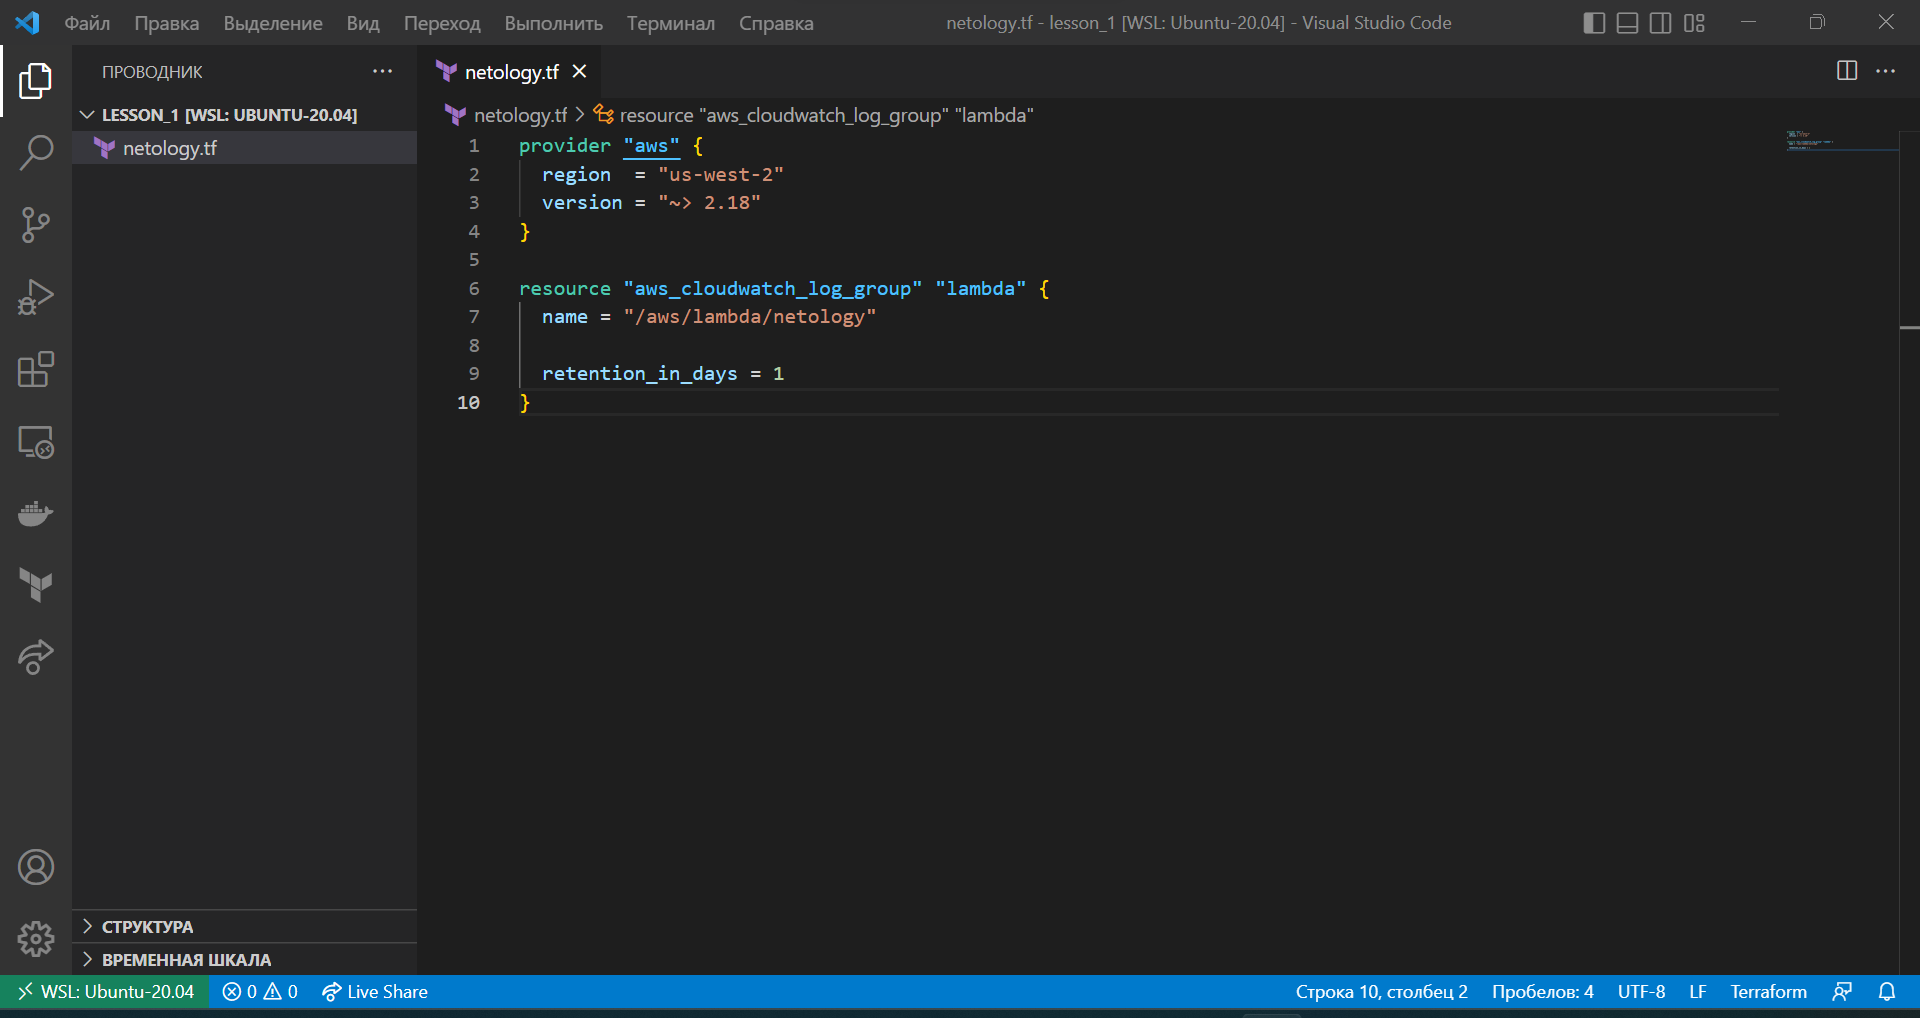 Файл Правка Выделение Вид Переход Выполнить Терминал Справка netology.tf - lesson_1 [WSL: Ubuntu-20.04] - Visual Studio Code
ПРОВОДНИК
LESSON_1 [WSL: UBUNTU-20.04]
netology.tf
netology.tf
netology.tf > resource "aws_cloudwatch_log_group" "lambda"
1 provider "aws" {
2 region  = "us-west-2"
3 version = "~> 2.18"
4 }
5
6 resource "aws_cloudwatch_log_group" "lambda" {
7 name = "/aws/lambda/netology"
8
9 retention_in_days = 1
10 }
СТРУКТУРА
ВРЕМЕННАЯ ШКАЛА
WSL: Ubuntu-20.04 0 0 Live Share Строка 10, столбец 2 Пробелов: 4 UTF-8 LF Terraform